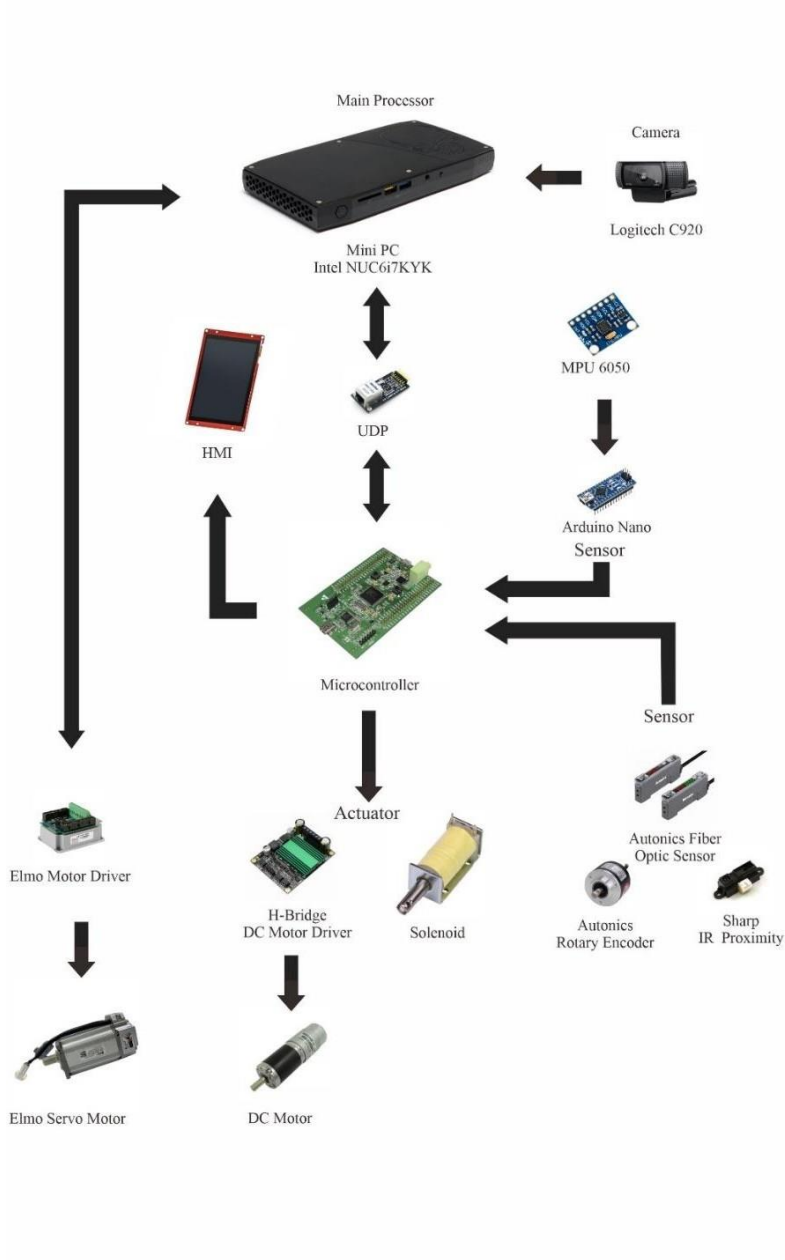 Main Processor
Camera
Logitech C920
Mini PC
Intel NUC6i7KYK
MPU 6050
UDP
HMI
Arduino Nano
Sensor
Microcontroller
Sensor
Actuator
Autonics Fiber
Optic Sensor
Elmo Motor Driver
H-Bridge
DC Motor Driver
Solenoid
Autonics
Rotary Encoder
Sharp
IR Proximity
Elmo Servo Motor
DC Motor